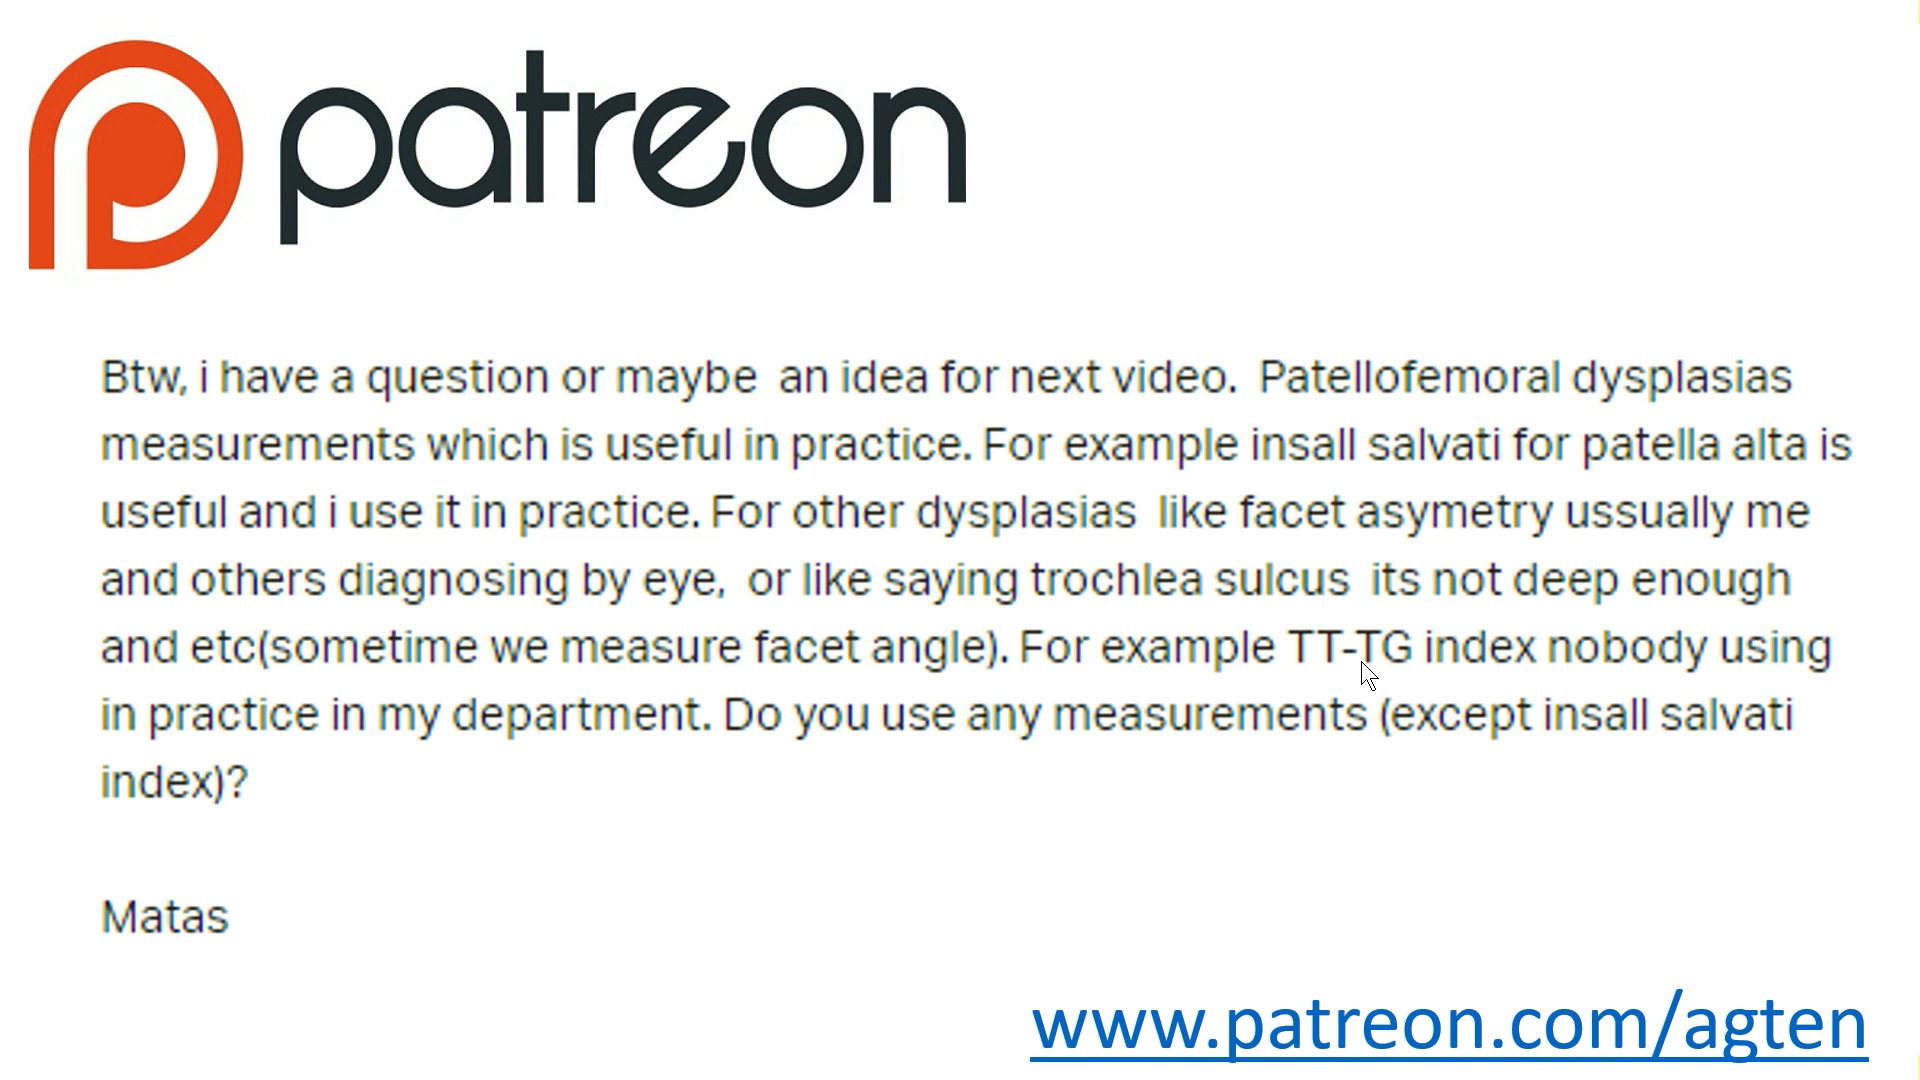 patreon
Btw, i have a question or maybe an idea for next video. Patellofemoral dysplasias
measurements which is useful in practice. For example insall salvati for patella alta is
useful and i use it in practice. For other dysplasias like facet asymetry ussually me
and others diagnosing by eye, or like saying trochlea sulcus its not deep enough
and etc(sometime we measure facet angle). For example TT-TG index nobody using
in practice in my department. Do you use any measurements (except insall salvati
index)?
Matas
www.patreon.com/agten